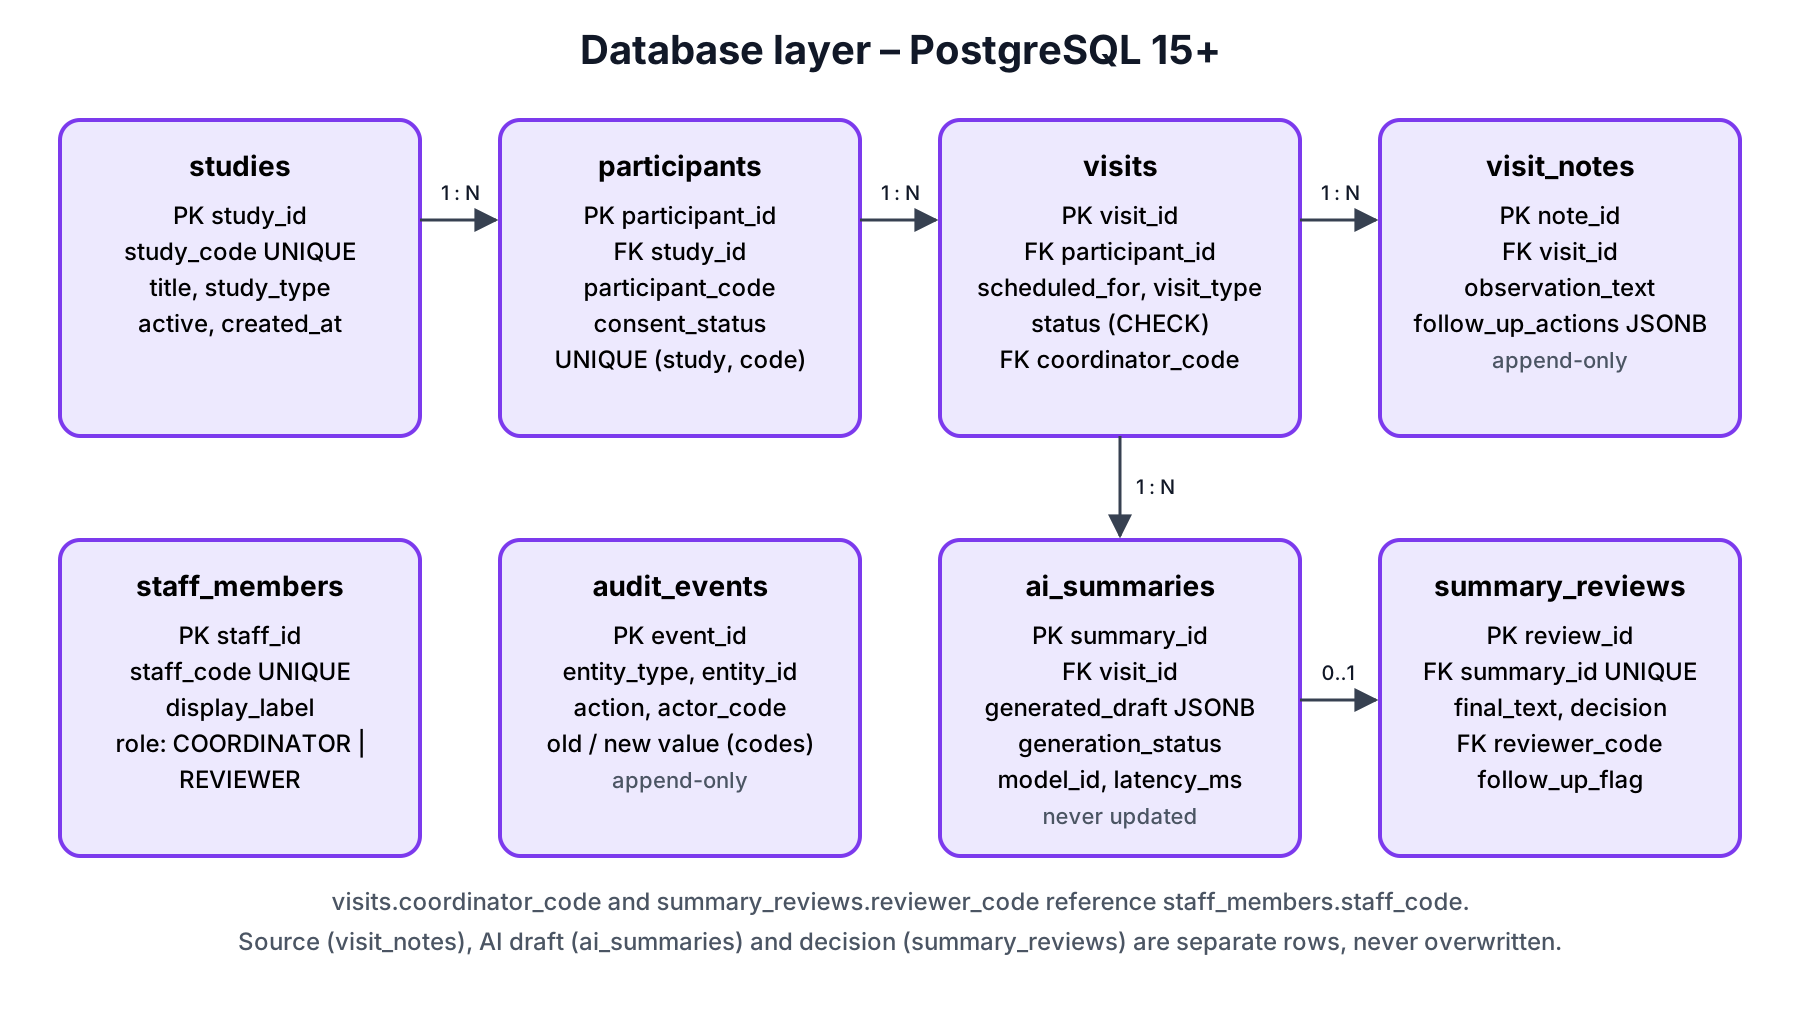 Database layer – PostgreSQL 15+
studies
PK study_id
study_code UNIQUE
title, study_type
active, created_at
1 : N
participants
PK participant_id
FK study_id
participant_code
consent_status
UNIQUE (study, code)
1 : N
visits
PK visit_id
FK participant_id
scheduled_for, visit_type
status (CHECK)
FK coordinator_code
1 : N
visit_notes
PK note_id
FK visit_id
observation_text
follow_up_actions JSONB
append-only
1 : N
staff_members
PK staff_id
staff_code UNIQUE
display_label
role: COORDINATOR |
REVIEWER
audit_events
PK event_id
entity_type, entity_id
action, actor_code
old / new value (codes)
append-only
ai_summaries
PK summary_id
FK visit_id
generated_draft JSONB
generation_status
model_id, latency_ms
never updated
0..1
summary_reviews
PK review_id
FK summary_id UNIQUE
final_text, decision
FK reviewer_code
follow_up_flag
visits.coordinator_code and summary_reviews.reviewer_code reference staff_members.staff_code.
Source (visit_notes), AI draft (ai_summaries) and decision (summary_reviews) are separate rows, never overwritten.